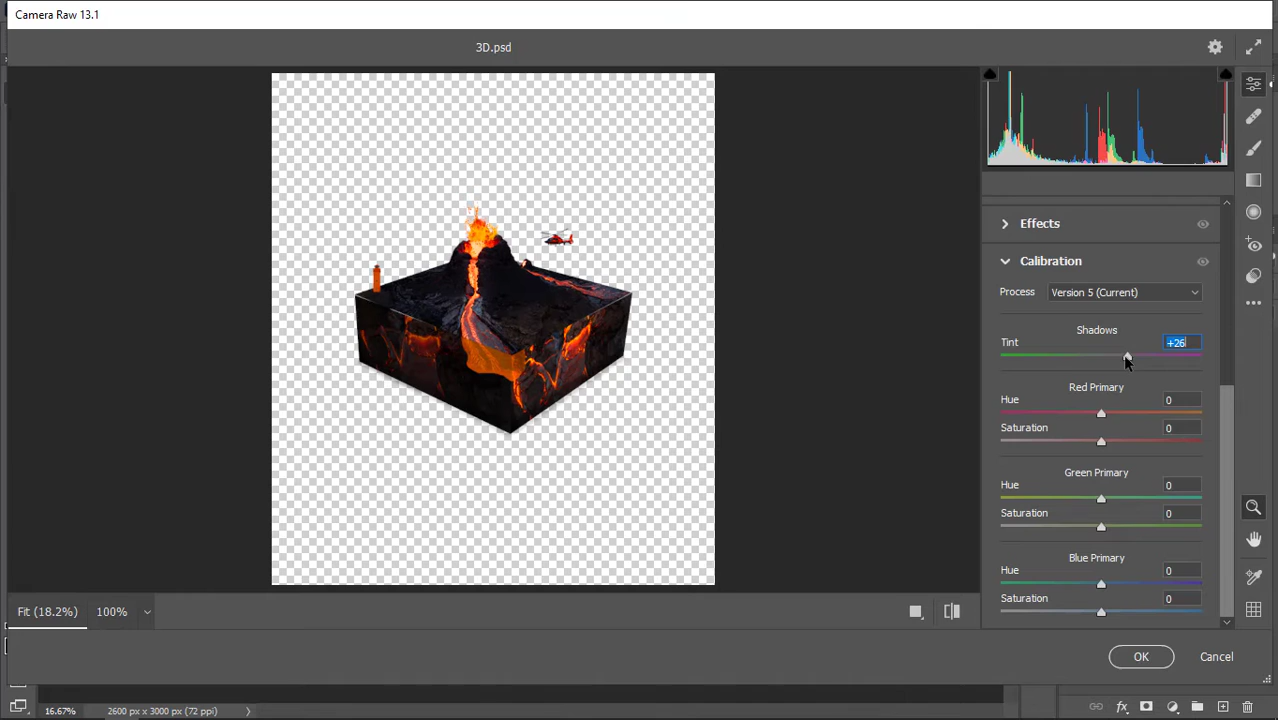 Camera Raw 13.1
3D.psd
Effects
Calibration
Process Version 5 (Current)
Shadows
Tint +26
Red Primary
Hue 0
Saturation 0
Green Primary
Hue 0
Saturation 0
Blue Primary
Hue 0
Saturation 0
Fit (18.2%) 100%
OK Cancel
16.67% 2600 px x 3000 px (72 ppi)
fx